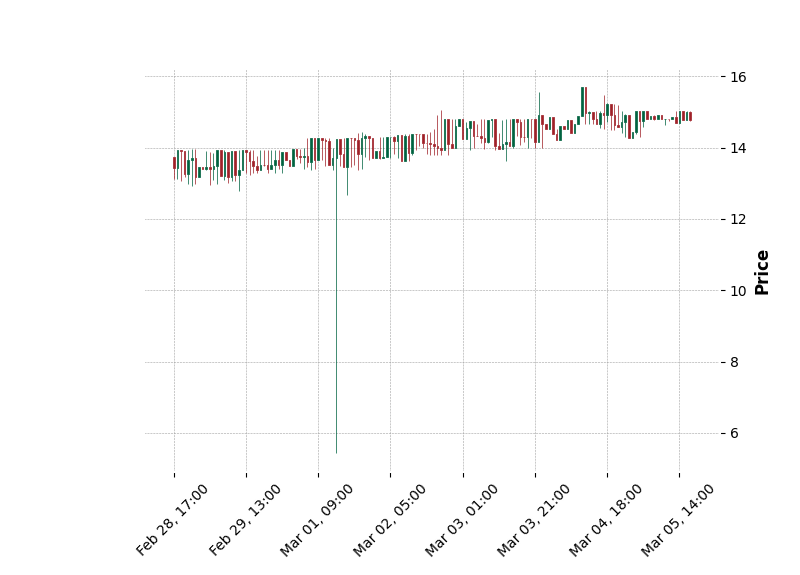 16
14
12
10
8
6
Price
Feb 28, 17:00
Feb 29, 13:00
Mar 01, 09:00
Mar 02, 05:00
Mar 03, 01:00
Mar 03, 21:00
Mar 04, 18:00
Mar 05, 14:00